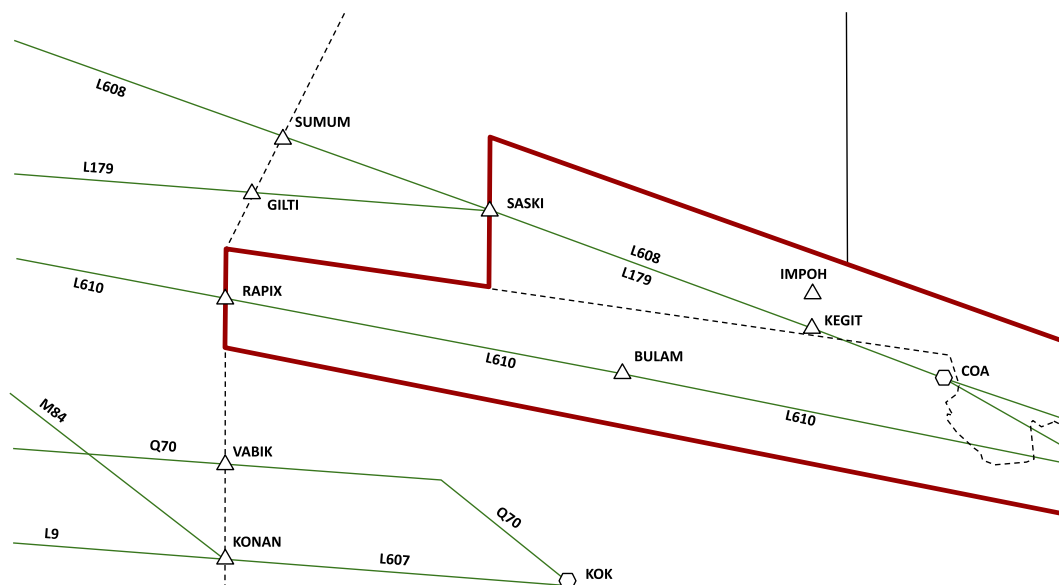 L608
SUMUM
L179
GILTI
SASKI
L608
L179
IMPOH
L610
RAPIX
KEGIT
L610
BULAM
COA
L610
M84
Q70
VABIK
Q70
L9
KONAN
L607
KOK